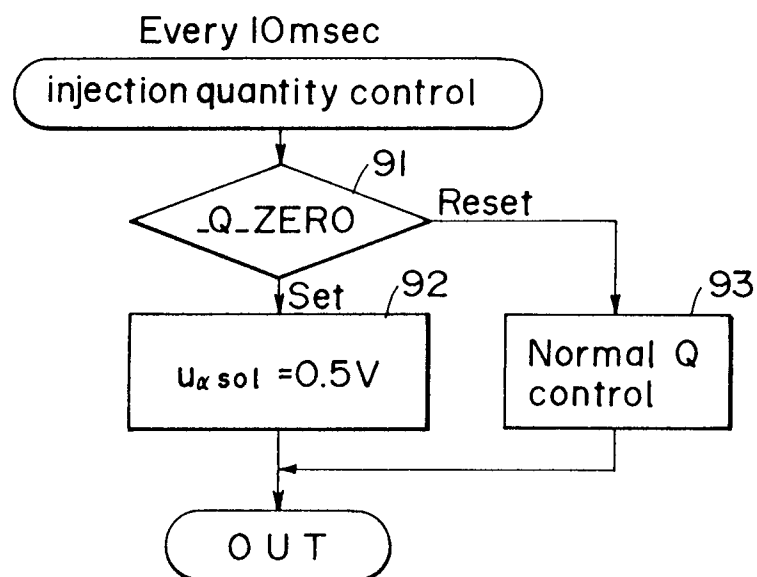 Every 10msec
injection quantity control
91
_Q_ZERO
Reset
Set
92
93
uα sol =0.5V
Normal Q
control
OUT